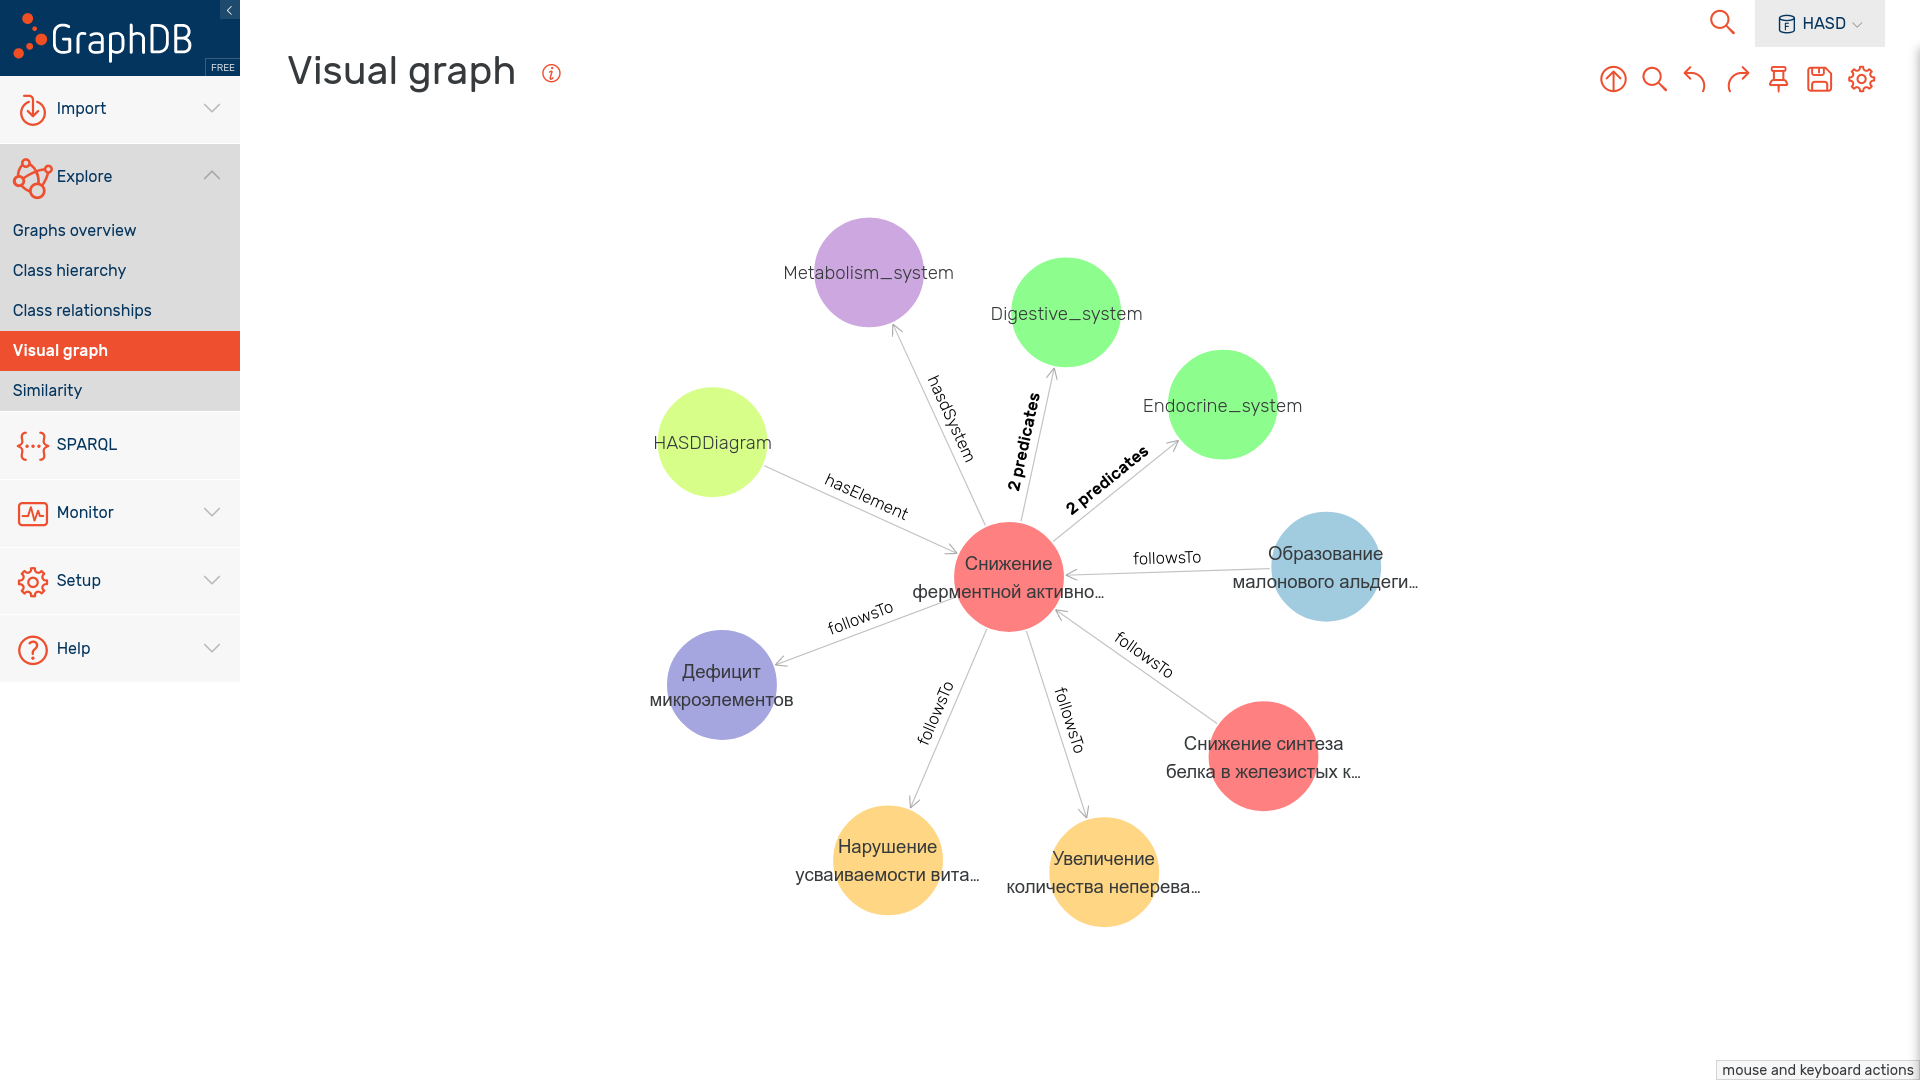 GraphDB
FREE
HASD
Visual graph
Import
Explore
Graphs overview
Class hierarchy
Class relationships
Visual graph
Similarity
SPARQL
Monitor
Setup
Help
Metabolism_system
Digestive_system
Endocrine_system
HASDDiagram
hasdSystem
2 predicates
2 predicates
hasElement
Снижение
ферментной активно...
followsTo
Образование
малонового альдеги...
followsTo
Дефицит
микроэлементов
followsTo
followsTo
followsTo
Снижение синтеза
белка в железистых к...
Нарушение
усваиваемости вита...
Увеличение
количества неперева...
mouse and keyboard actions